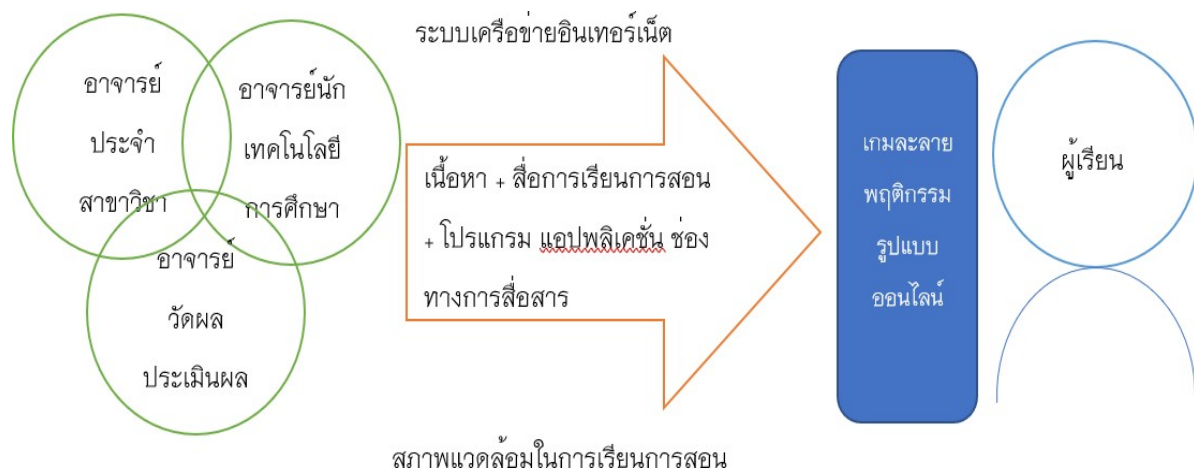 ระบบเครือข่ายอินเทอร์เน็ต
อาจารย์
ประจำ
สาขาวิชา
อาจารย์นัก
เทคโนโลยี
การศึกษา
อาจารย์
วัดผล
ประเมินผล
เนื้อหา + สื่อการเรียนการสอน
+ โปรแกรม แอปพลิเคชั่น ช่อง
ทางการสื่อสาร
เกมละลาย
พฤติกรรม
รูปแบบ
ออนไลน์
ผู้เรียน
สภาพแวดล้อมในการเรียนการสอน